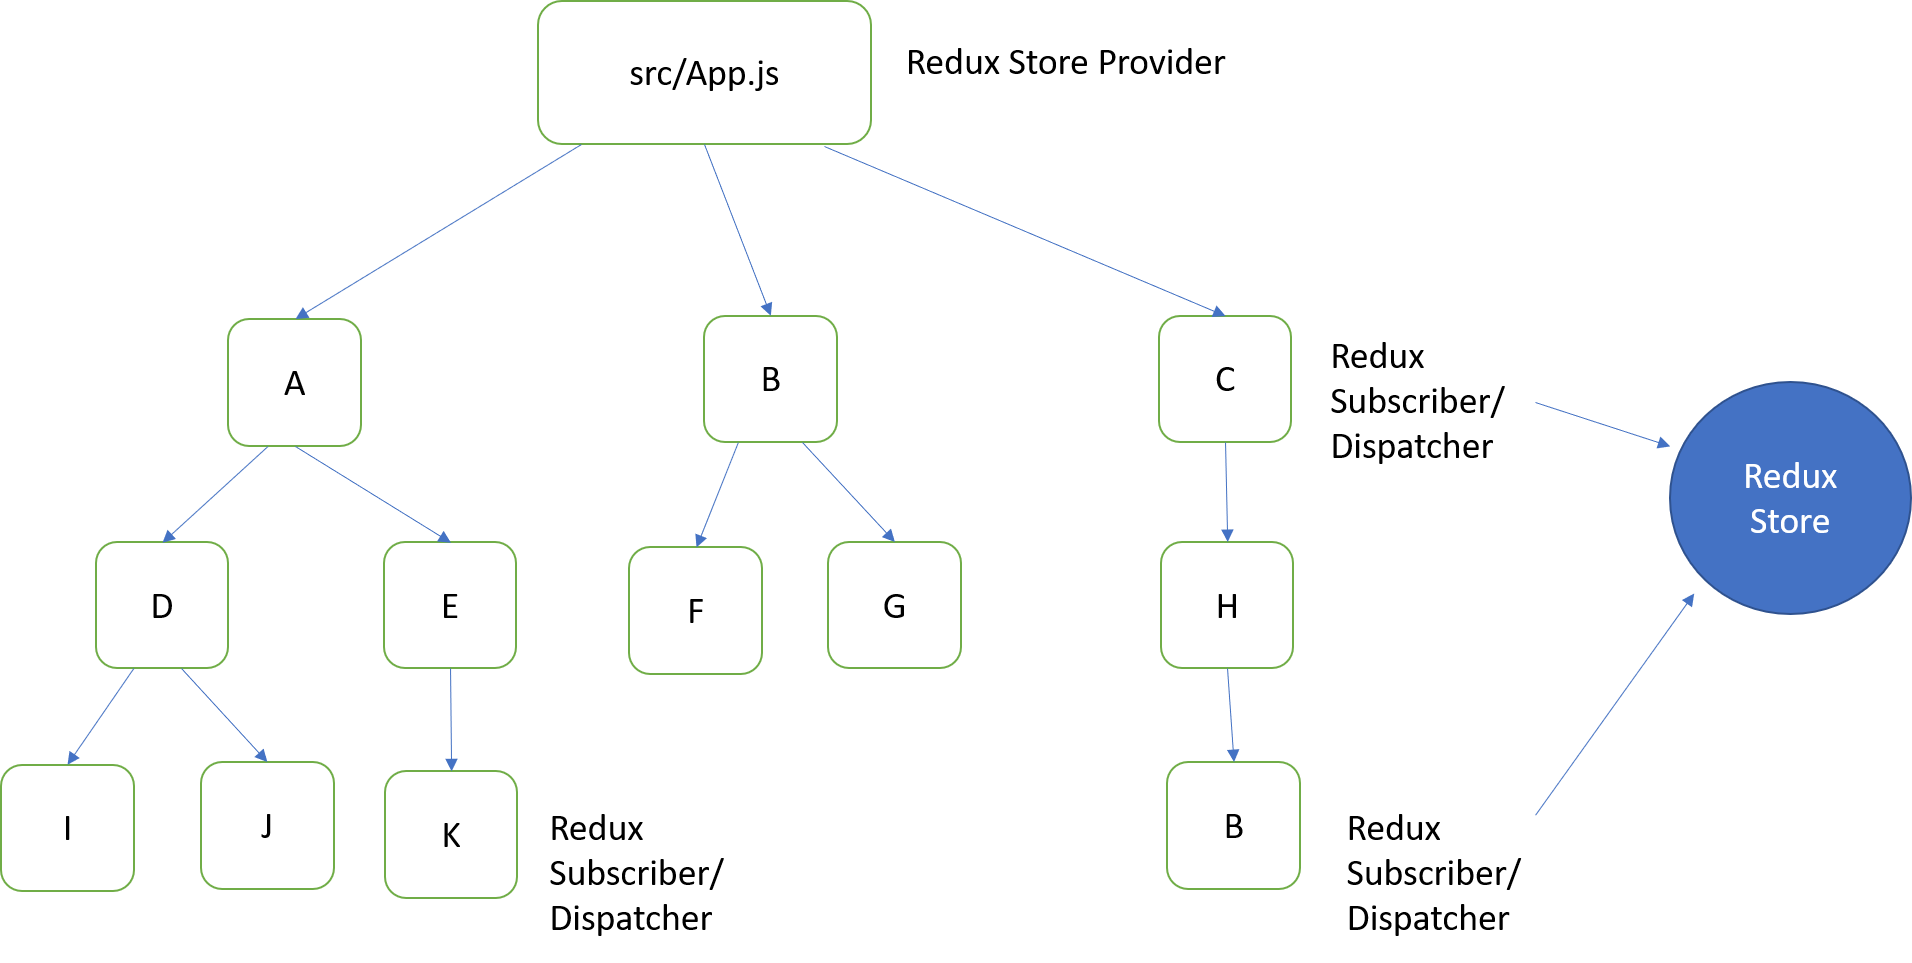 src/App.js
Redux Store Provider
A
B
C
Redux
Subscriber/
Dispatcher
Redux
Store
D
E
F
G
H
I
J
K
Redux
Subscriber/
Dispatcher
B
Redux
Subscriber/
Dispatcher